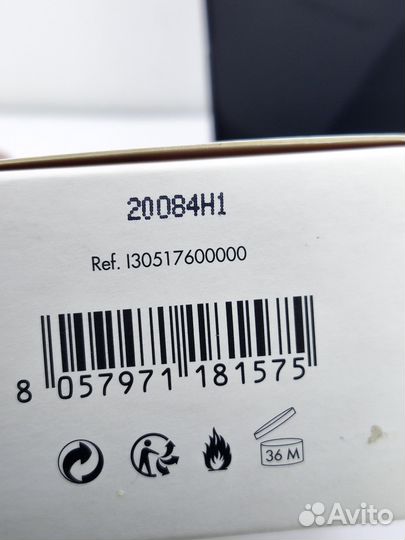 20084H1
Ref. I30517600000
8 057971 181575
36 M
Avito